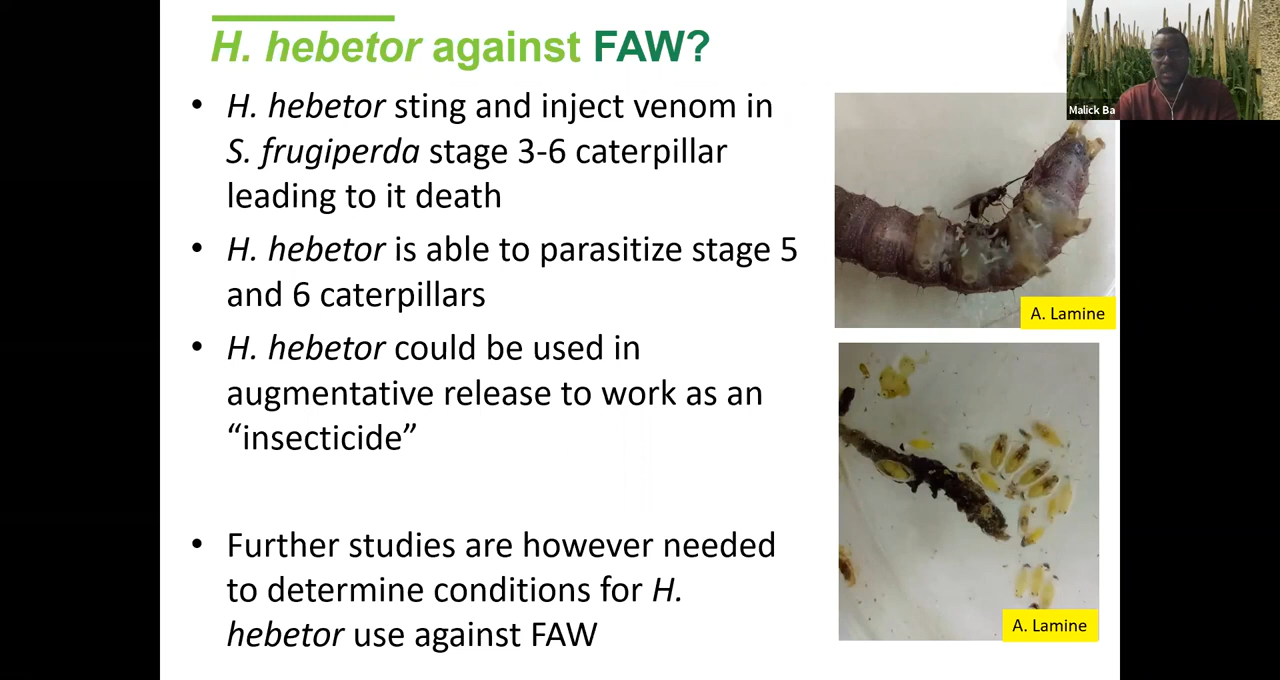 H. hebetor against FAW?
• H. hebetor sting and inject venom in
S. frugiperda stage 3-6 caterpillar
leading to it death
• H. hebetor is able to parasitize stage 5
and 6 caterpillars
• H. hebetor could be used in
augmentative release to work as an
“insecticide”
• Further studies are however needed
to determine conditions for H.
hebetor use against FAW
Malick Ba
A. Lamine
A. Lamine